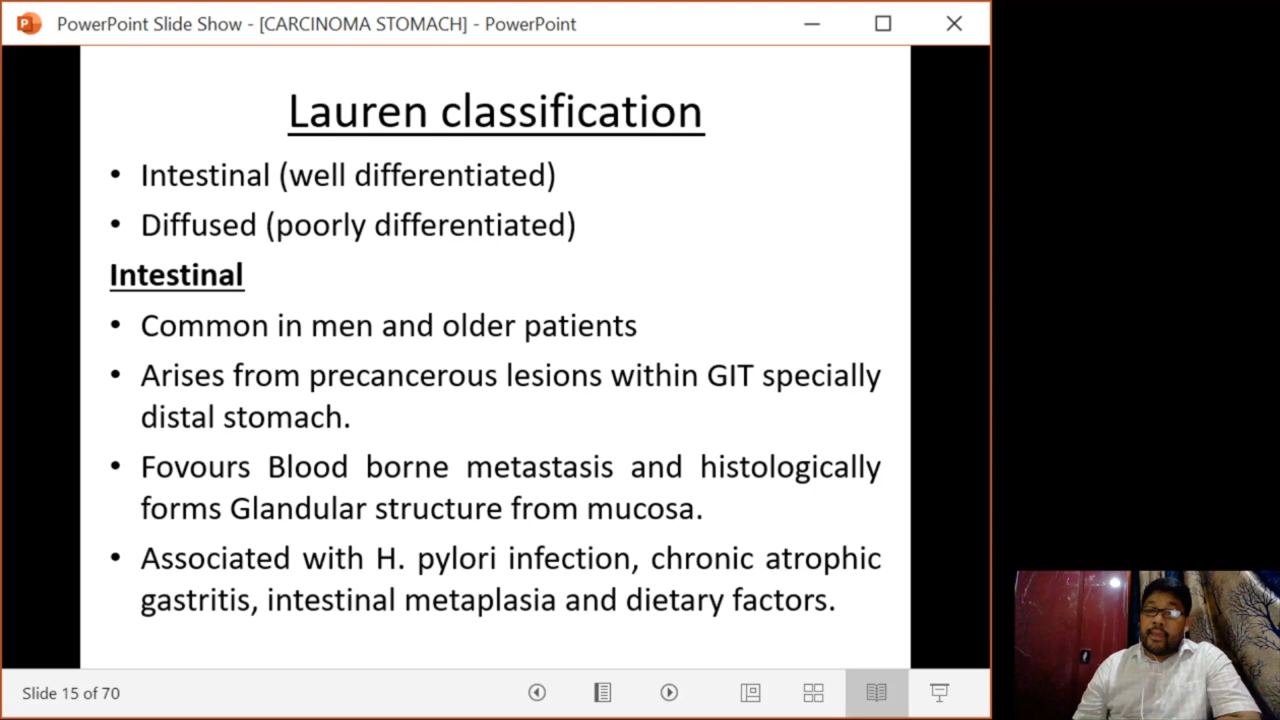 PowerPoint Slide Show - [CARCINOMA STOMACH] - PowerPoint
Lauren classification
• Intestinal (well differentiated)
• Diffused (poorly differentiated)
Intestinal
• Common in men and older patients
• Arises from precancerous lesions within GIT specially
distal stomach.
• Fovours Blood borne metastasis and histologically
forms Glandular structure from mucosa.
• Associated with H. pylori infection, chronic atrophic
gastritis, intestinal metaplasia and dietary factors.
Slide 15 of 70